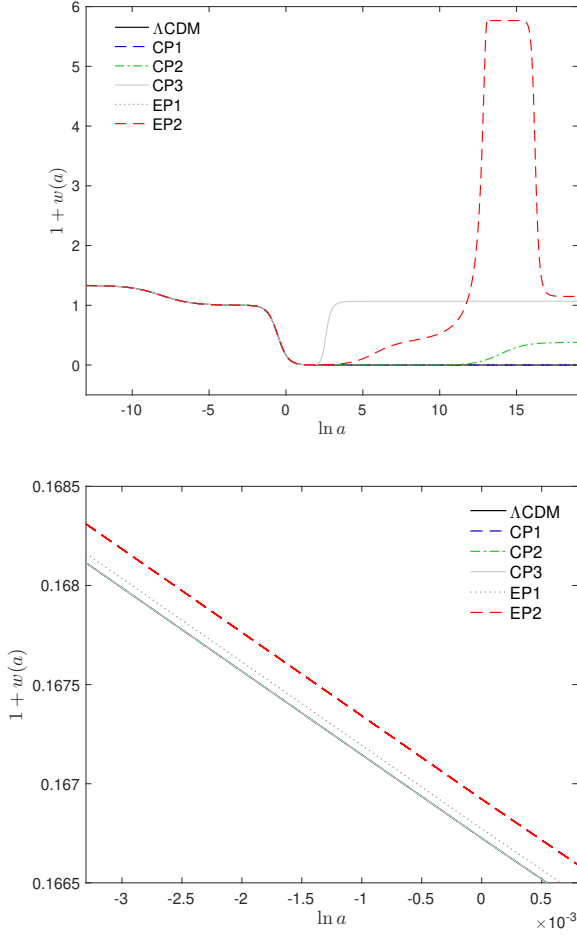 ΛCDM
CP1
CP2
CP3
EP1
EP2
6
5
4
3
2
1
0
1 + w(a)
-10 -5 0 5 10 15
ln a
0.1685
0.168
0.1675
0.167
0.1665
1 + w(a)
ΛCDM
CP1
CP2
CP3
EP1
EP2
-3 -2.5 -2 -1.5 -1 -0.5 0 0.5
ln a
×10⁻³